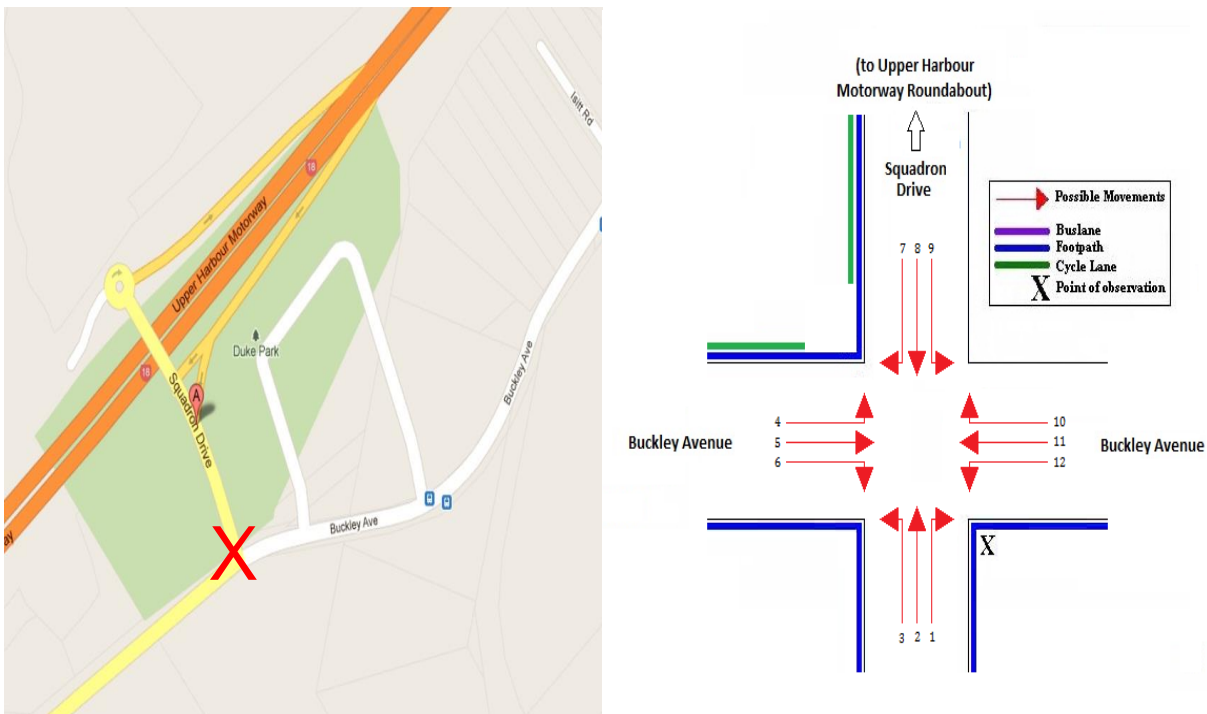 Isitt Rd
18
Upper Harbour Motorway
Duke Park
Buckley Ave
18
A
Squadron Drive
Buckley Ave
ay
X
(to Upper Harbour
Motorway Roundabout)
Squadron
Drive
Possible Movements
Buslane
Footpath
Cycle Lane
X Point of observation
7 8 9
4
5
6
Buckley Avenue
10
11
12
Buckley Avenue
X
3 2 1